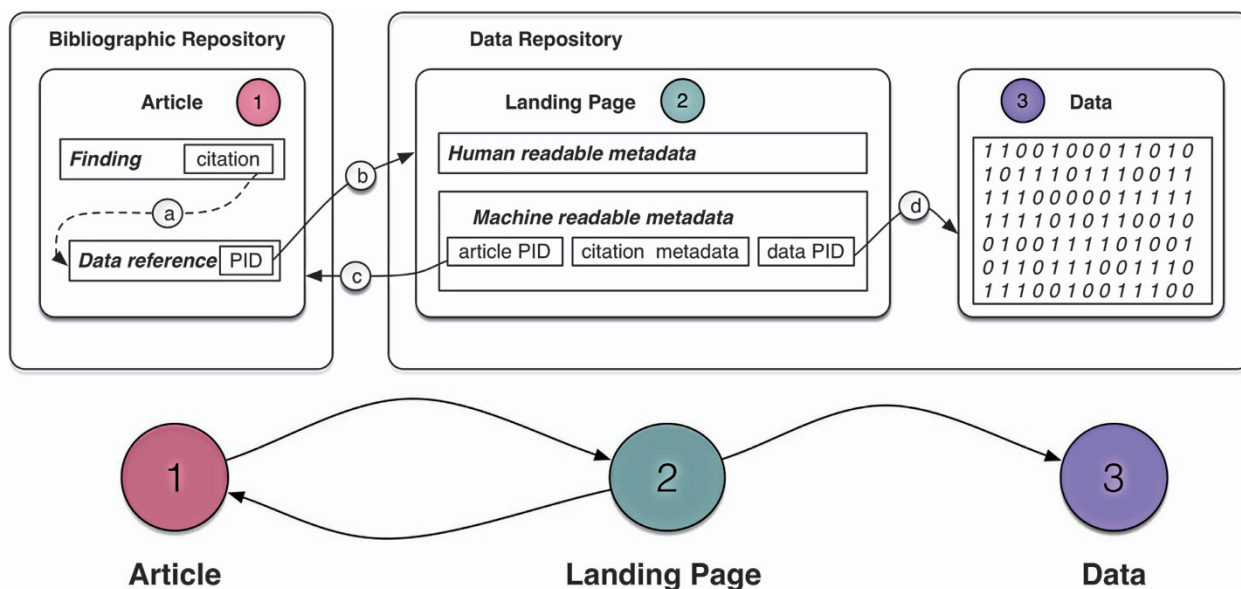 Bibliographic Repository
Data Repository
Article 1
Landing Page 2
3 Data
Finding citation
a
Data reference PID
b
c
Human readable metadata
Machine readable metadata
article PID citation metadata data PID
d
1 1 0 0 1 0 0 0 1 1 0 1 0
1 0 1 1 1 0 1 1 1 0 0 1 1
1 1 1 0 0 0 0 0 1 1 1 1 1
1 1 1 1 0 1 0 1 1 0 0 1 0
0 1 0 0 1 1 1 1 0 1 0 0 1
0 1 1 0 1 1 1 0 0 1 1 1 0
1 1 1 0 0 1 0 0 1 1 1 0 0
1
2
3
Article
Landing Page
Data